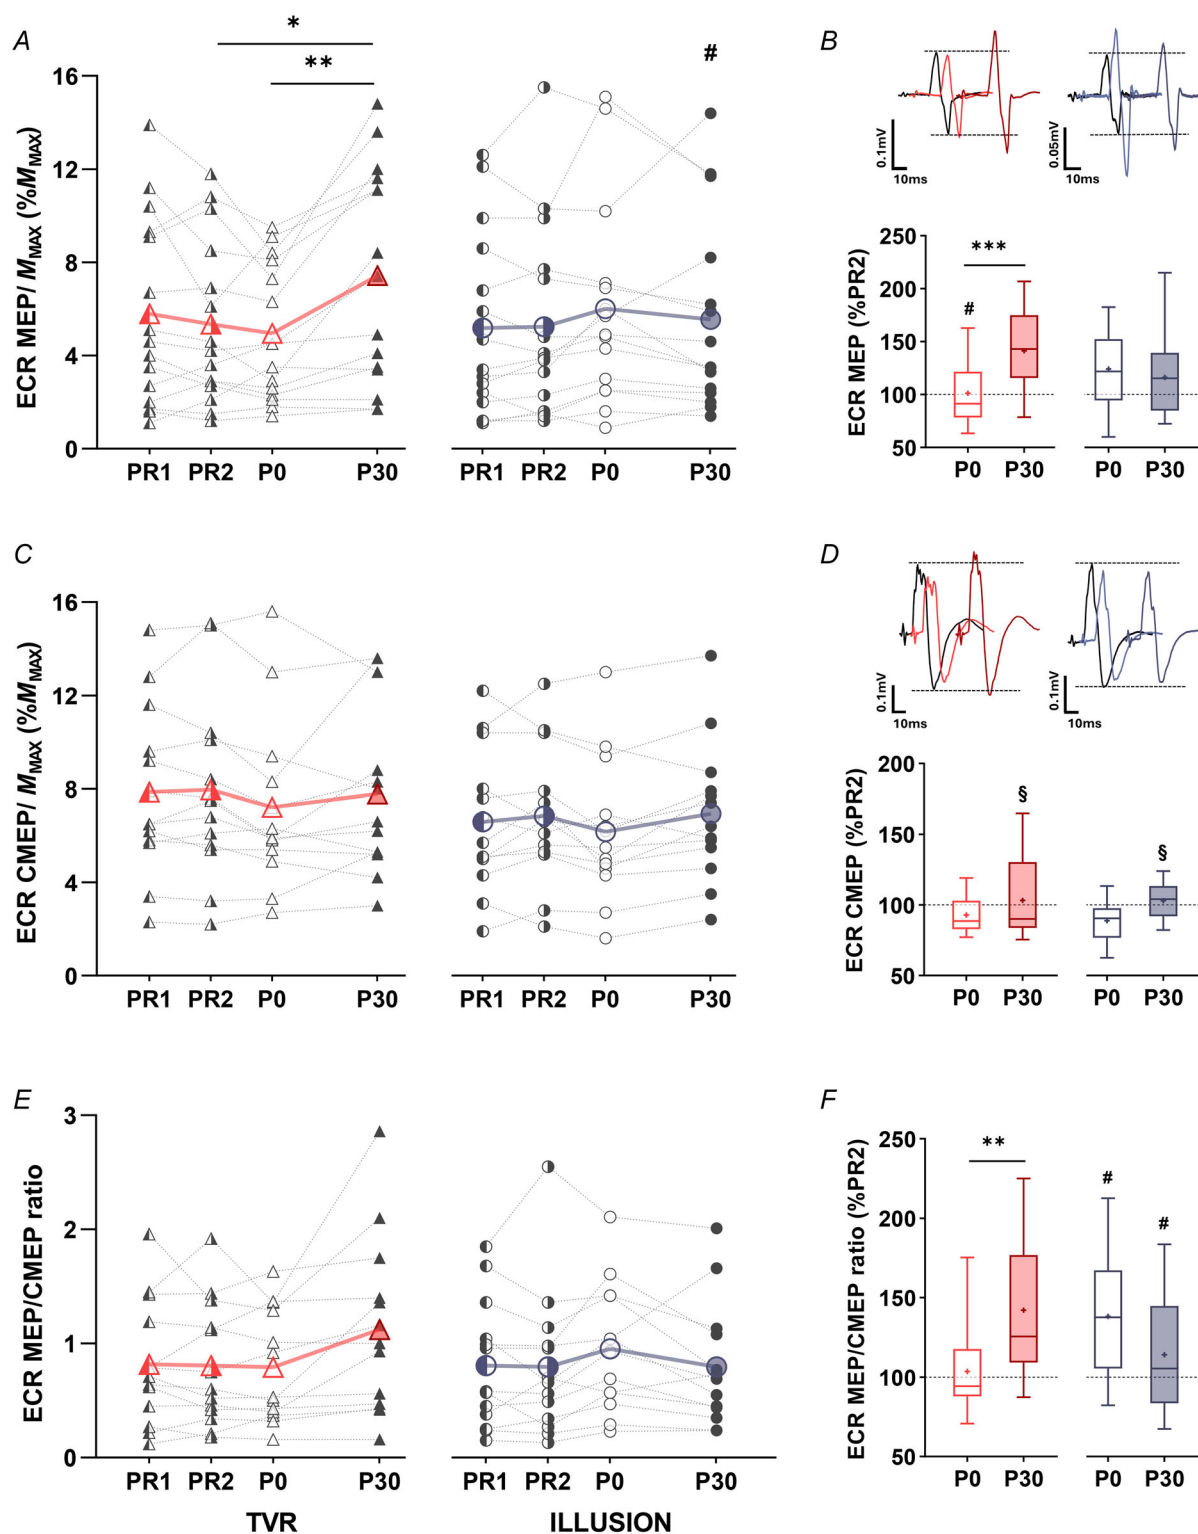 A
*
**
ECR MEP/ MMAX (%MMAX)
16
12
8
4
0
PR1 PR2 P0 P30
#
PR1 PR2 P0 P30
B
0.1mV
10ms
0.05mV
10ms
ECR MEP (%PR2)
250
200
150
100
50
***
#
P0 P30
P0 P30
C
ECR CMEP/ MMAX (%MMAX)
16
12
8
4
0
PR1 PR2 P0 P30
PR1 PR2 P0 P30
D
0.1mV
10ms
0.1mV
10ms
ECR CMEP (%PR2)
200
150
100
50
§
§
P0 P30
P0 P30
E
ECR MEP/CMEP ratio
3
2
1
0
PR1 PR2 P0 P30
PR1 PR2 P0 P30
TVR
ILLUSION
F
ECR MEP/CMEP ratio (%PR2)
250
200
150
100
50
**
#
#
P0 P30
P0 P30